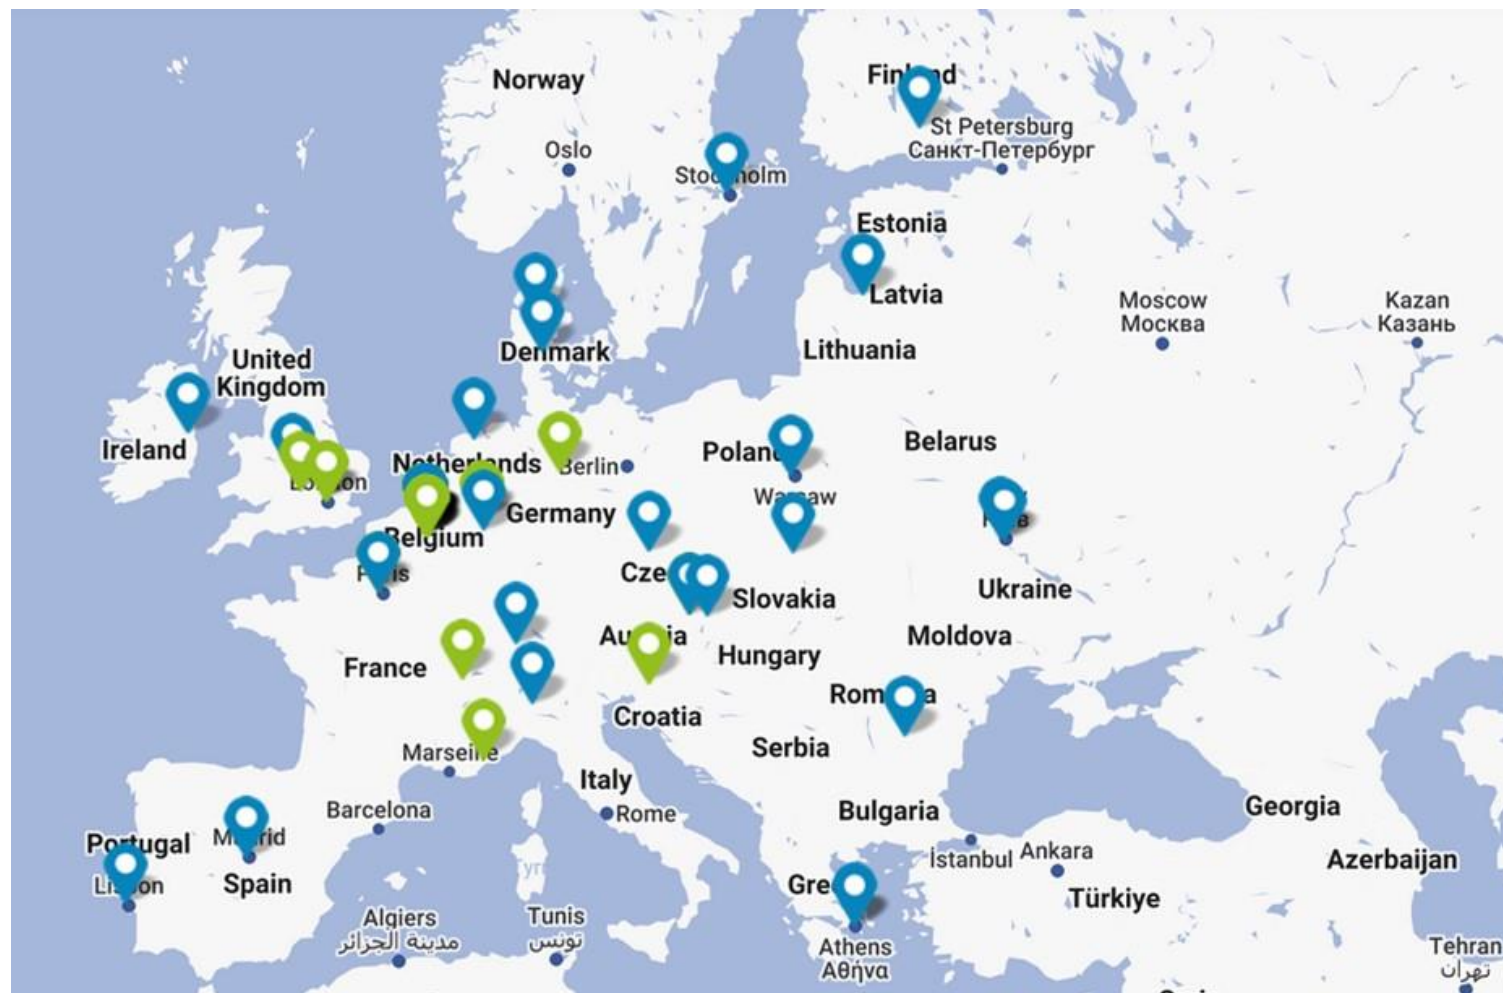 Norway
Oslo
St Petersburg
Санкт-Петербург
Estonia
Latvia
Lithuania
Moscow
Москва
Kazan
Казань
United
Kingdom
Denmark
Ireland
Netherlands
Berlin
Belarus
Germany
Belgium
Slovakia
Ukraine
Moldova
Hungary
France
Croatia
Serbia
Marseille
Italy
Rome
Barcelona
Bulgaria
Georgia
Portugal
Spain
İstanbul
Ankara
Azerbaijan
Türkiye
Algiers
مدينة الجزائر
Tunis
تونس
Athens
Αθήνα
Tehran
تهران